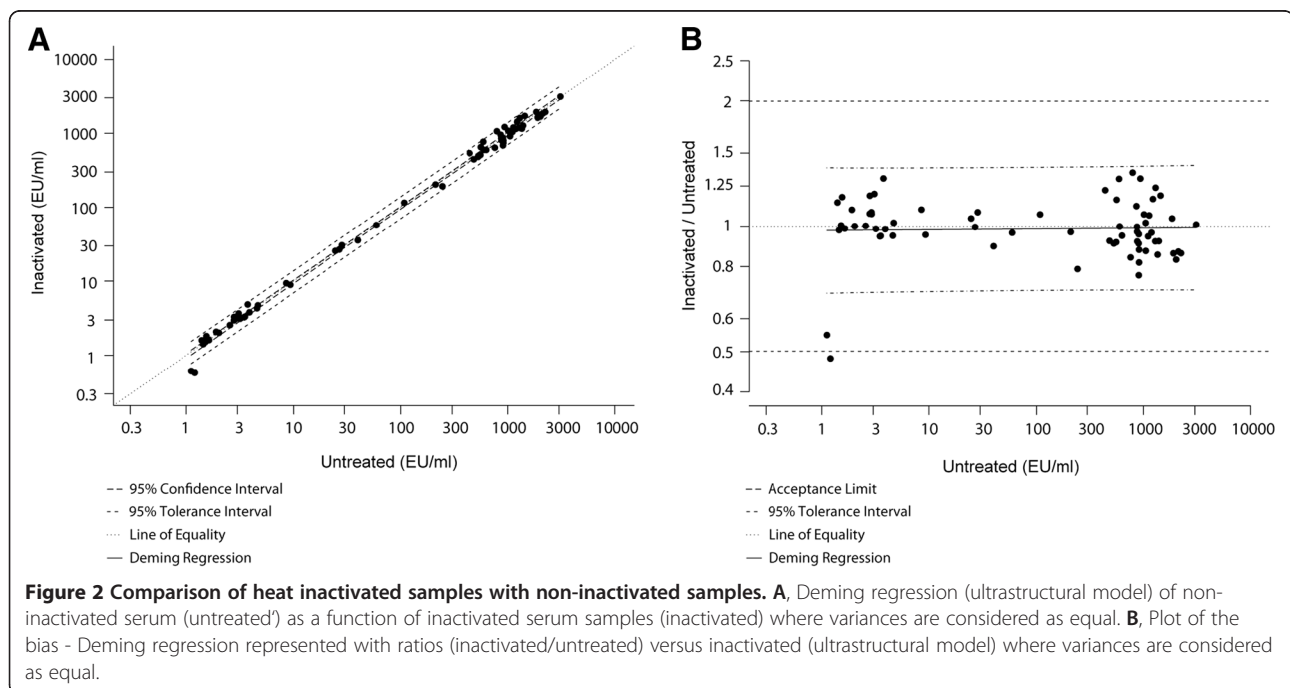 A
B
Inactivated (EU/ml)
10000
3000
1000
300
100
30
10
3
1
0.3
0.3
1
3
10
30
100
300
1000
3000
10000
Untreated (EU/ml)
95% Confidence Interval
95% Tolerance Interval
Line of Equality
Deming Regression
Inactivated / Untreated
2.5
2
1.5
1.25
1
0.8
0.6
0.5
0.4
0.3
1
3
10
30
100
300
1000
3000
10000
Untreated (EU/ml)
Acceptance Limit
95% Tolerance Interval
Line of Equality
Deming Regression
Figure 2 Comparison of heat inactivated samples with non-inactivated samples. A, Deming regression (ultrastructural model) of non-
inactivated serum (untreated‘) as a function of inactivated serum samples (inactivated) where variances are considered as equal. B, Plot of the
bias - Deming regression represented with ratios (inactivated/untreated) versus inactivated (ultrastructural model) where variances are considered
as equal.